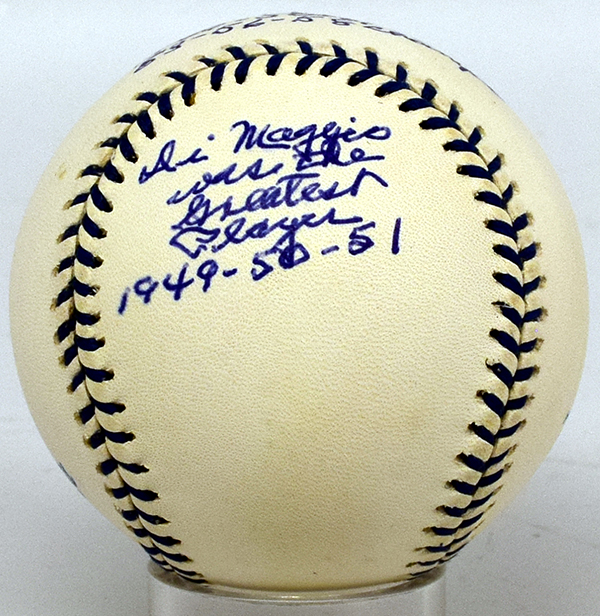 Di Maggio
was the
Greatest
Player
1949-50-51